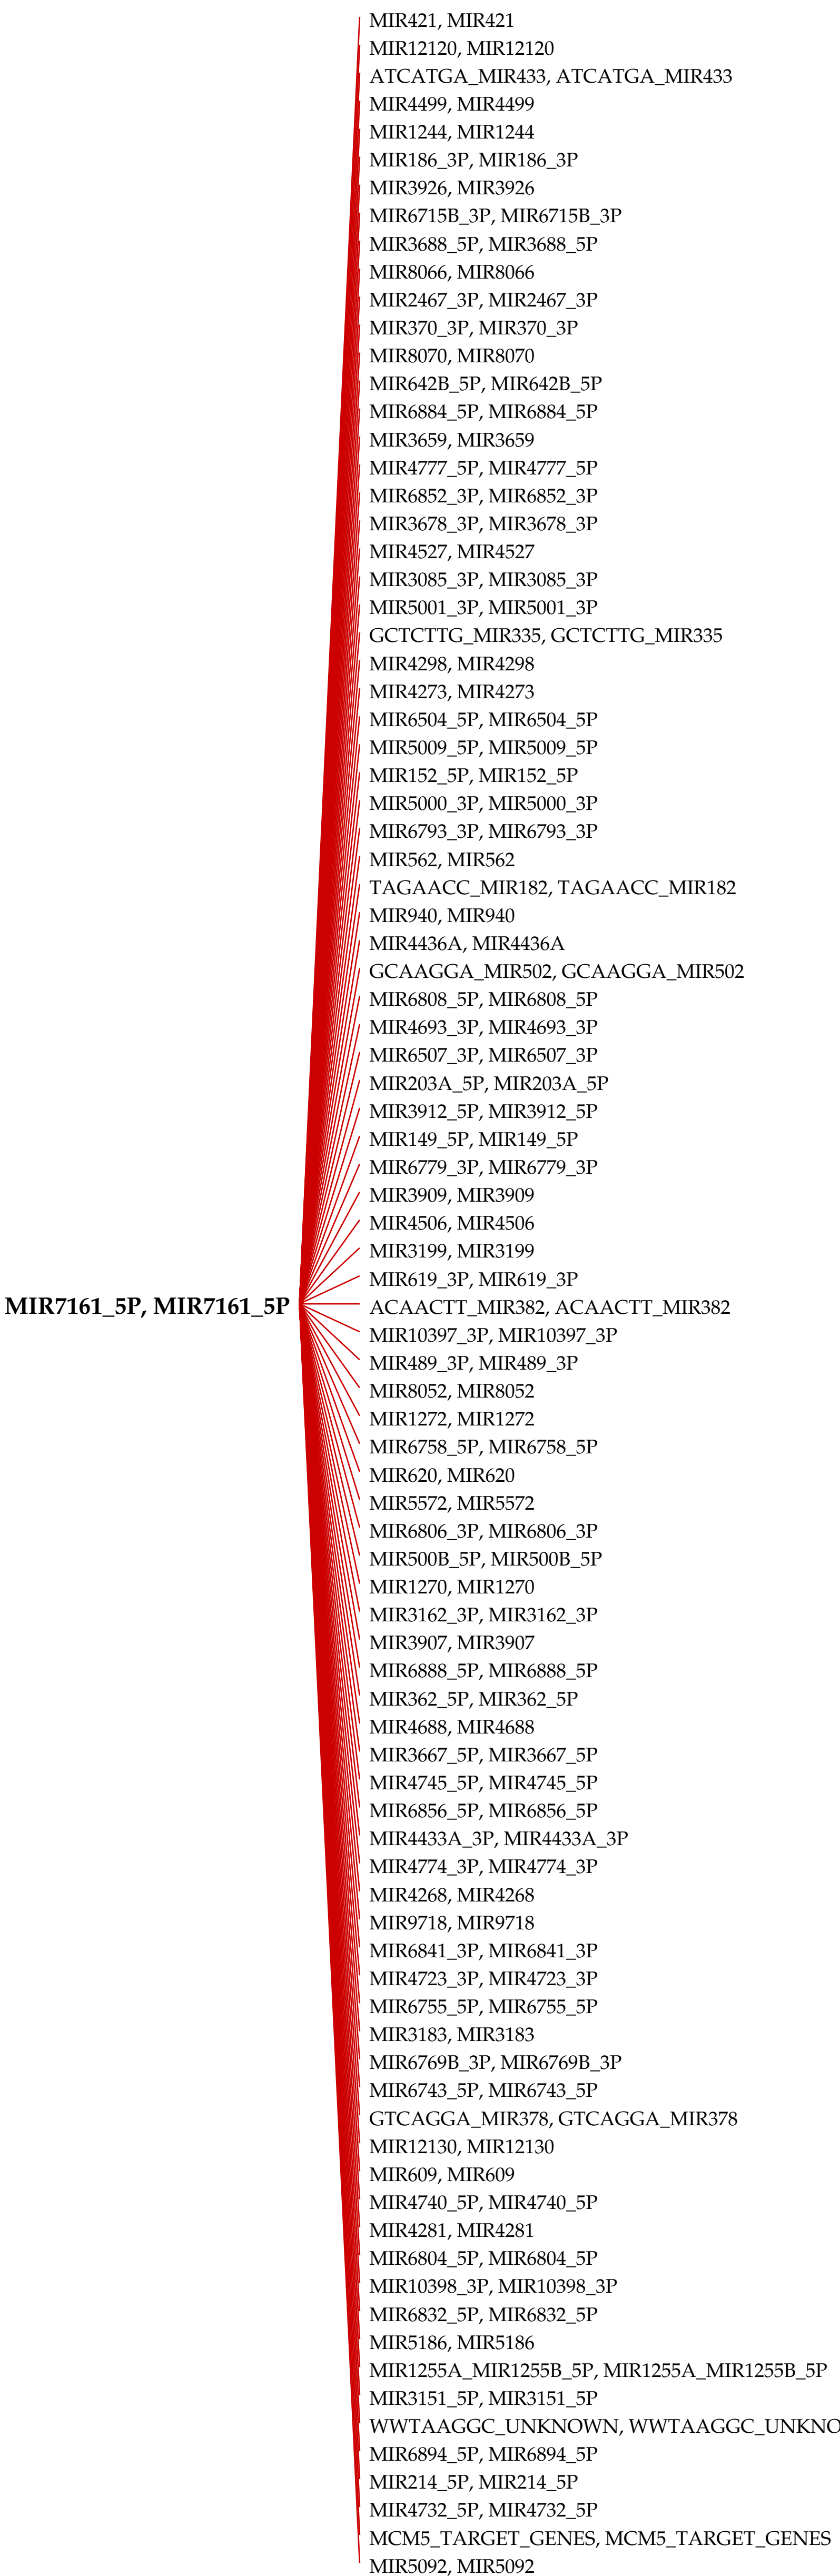 MIR421, MIR421
MIR12120, MIR12120
ATCATGA_MIR433, ATCATGA_MIR433
MIR4499, MIR4499
MIR1244, MIR1244
MIR186_3P, MIR186_3P
MIR3926, MIR3926
MIR6715B_3P, MIR6715B_3P
MIR3688_5P, MIR3688_5P
MIR8066, MIR8066
MIR2467_3P, MIR2467_3P
MIR370_3P, MIR370_3P
MIR8070, MIR8070
MIR642B_5P, MIR642B_5P
MIR6884_5P, MIR6884_5P
MIR3659, MIR3659
MIR4777_5P, MIR4777_5P
MIR6852_3P, MIR6852_3P
MIR3678_3P, MIR3678_3P
MIR4527, MIR4527
MIR3085_3P, MIR3085_3P
MIR5001_3P, MIR5001_3P
GCTCTTG_MIR335, GCTCTTG_MIR335
MIR4298, MIR4298
MIR4273, MIR4273
MIR6504_5P, MIR6504_5P
MIR5009_5P, MIR5009_5P
MIR152_5P, MIR152_5P
MIR5000_3P, MIR5000_3P
MIR6793_3P, MIR6793_3P
MIR562, MIR562
TAGAACC_MIR182, TAGAACC_MIR182
MIR940, MIR940
MIR4436A, MIR4436A
GCAAGGA_MIR502, GCAAGGA_MIR502
MIR6808_5P, MIR6808_5P
MIR4693_3P, MIR4693_3P
MIR6507_3P, MIR6507_3P
MIR203A_5P, MIR203A_5P
MIR3912_5P, MIR3912_5P
MIR149_5P, MIR149_5P
MIR6779_3P, MIR6779_3P
MIR3909, MIR3909
MIR4506, MIR4506
MIR3199, MIR3199
MIR619_3P, MIR619_3P
MIR7161_5P, MIR7161_5P
ACAACTT_MIR382, ACAACTT_MIR382
MIR10397_3P, MIR10397_3P
MIR489_3P, MIR489_3P
MIR8052, MIR8052
MIR1272, MIR1272
MIR6758_5P, MIR6758_5P
MIR620, MIR620
MIR5572, MIR5572
MIR6806_3P, MIR6806_3P
MIR500B_5P, MIR500B_5P
MIR1270, MIR1270
MIR3162_3P, MIR3162_3P
MIR3907, MIR3907
MIR6888_5P, MIR6888_5P
MIR362_5P, MIR362_5P
MIR4688, MIR4688
MIR3667_5P, MIR3667_5P
MIR4745_5P, MIR4745_5P
MIR6856_5P, MIR6856_5P
MIR4433A_3P, MIR4433A_3P
MIR4774_3P, MIR4774_3P
MIR4268, MIR4268
MIR9718, MIR9718
MIR6841_3P, MIR6841_3P
MIR4723_3P, MIR4723_3P
MIR6755_5P, MIR6755_5P
MIR3183, MIR3183
MIR6769B_3P, MIR6769B_3P
MIR6743_5P, MIR6743_5P
GTCAGGA_MIR378, GTCAGGA_MIR378
MIR12130, MIR12130
MIR609, MIR609
MIR4740_5P, MIR4740_5P
MIR4281, MIR4281
MIR6804_5P, MIR6804_5P
MIR10398_3P, MIR10398_3P
MIR6832_5P, MIR6832_5P
MIR5186, MIR5186
MIR1255A_MIR1255B_5P, MIR1255A_MIR1255B_5P
MIR3151_5P, MIR3151_5P
WWTAAGGC_UNKNOWN, WWTAAGGC_UNKNO
MIR6894_5P, MIR6894_5P
MIR214_5P, MIR214_5P
MIR4732_5P, MIR4732_5P
MCM5_TARGET_GENES, MCM5_TARGET_GENES
MIR5092, MIR5092